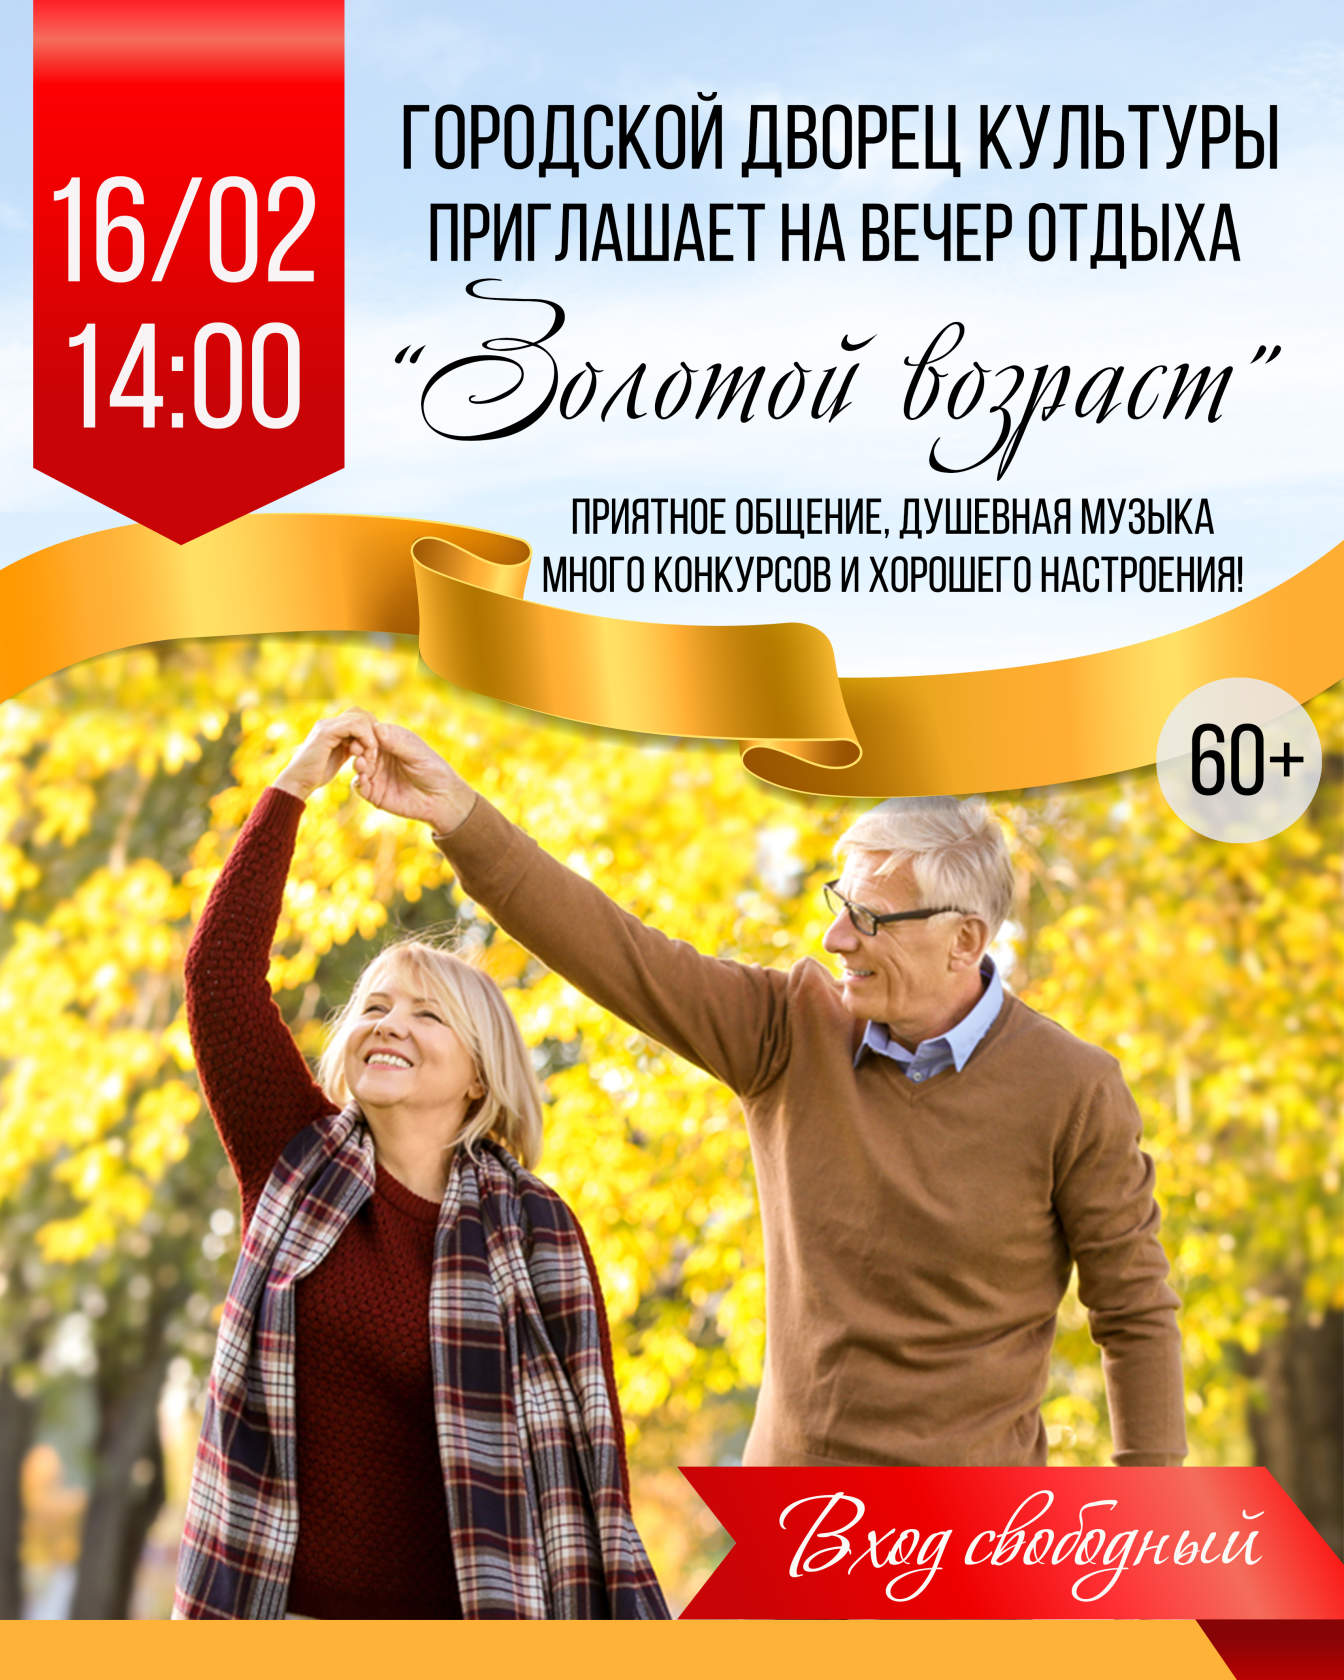 16/02
14:00
ГОРОДСКОЙ ДВОРЕЦ КУЛЬТУРЫ
ПРИГЛАШАЕТ НА ВЕЧЕР ОТДЫХА
“Золотой возраст”
ПРИЯТНОЕ ОБЩЕНИЕ, ДУШЕВНАЯ МУЗЫКА
МНОГО КОНКУРСОВ И ХОРОШЕГО НАСТРОЕНИЯ!
60+
Вход свободный